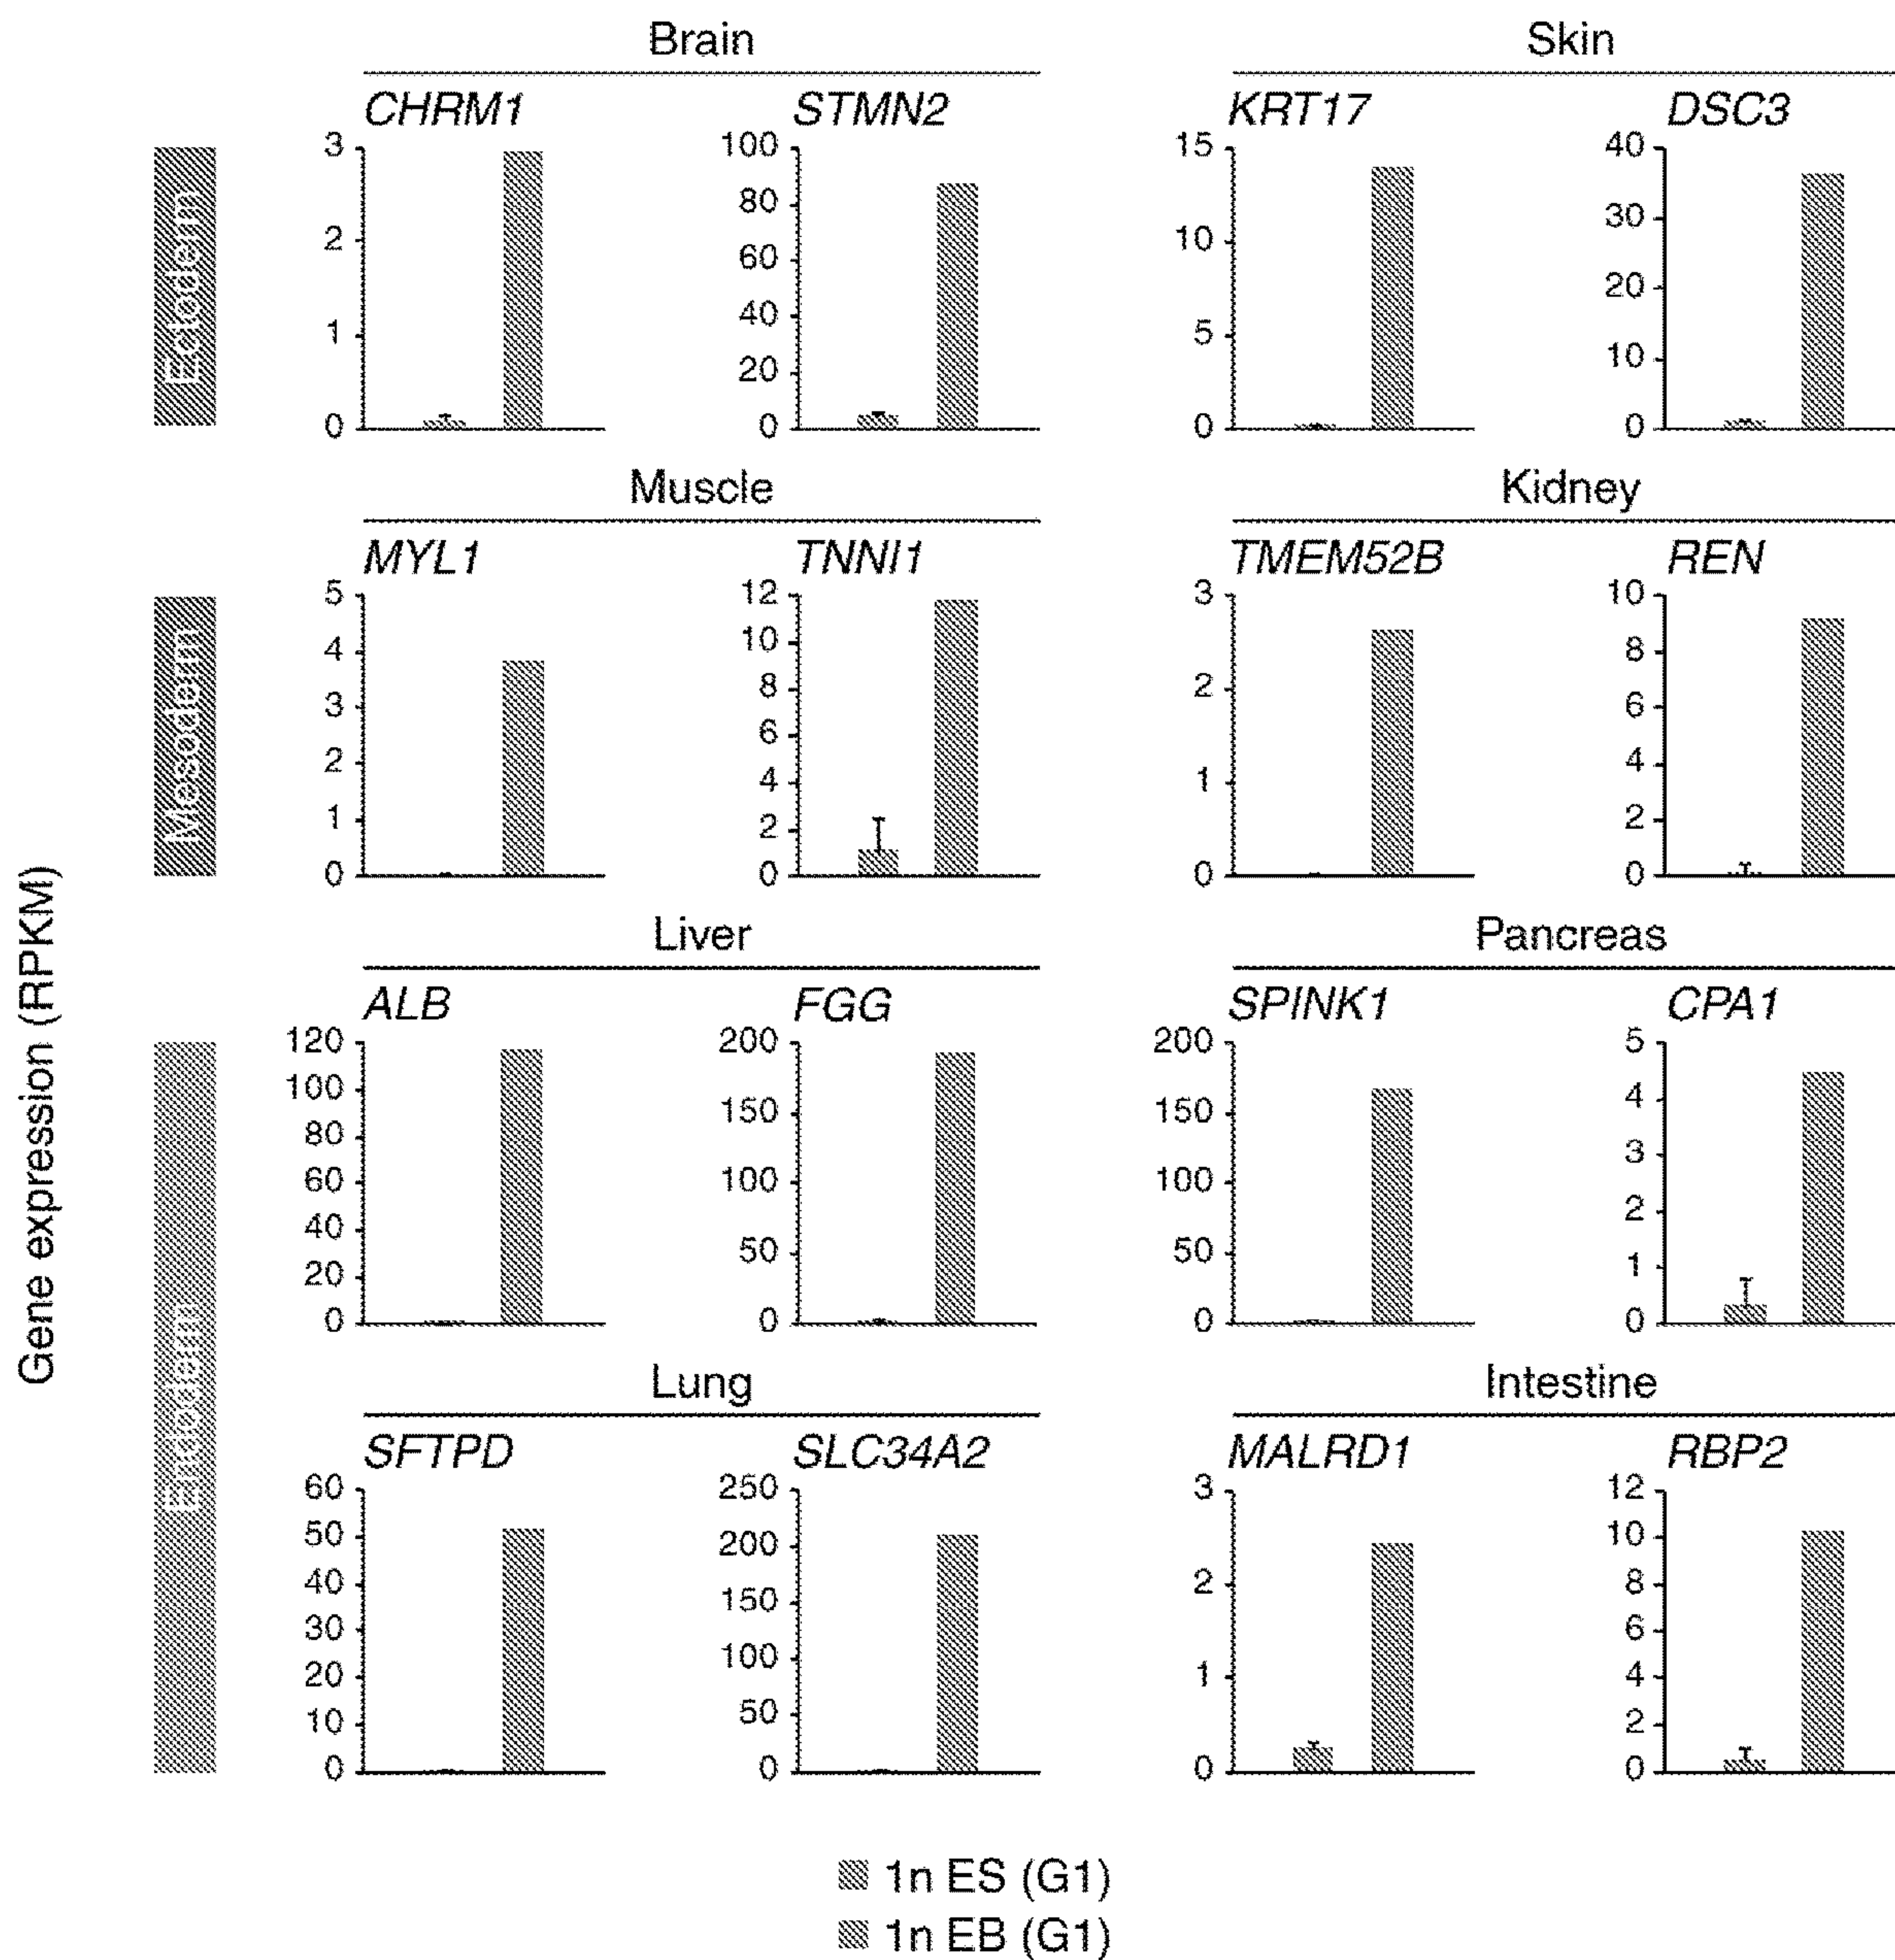 Brain Skin
CHRM1 STMN2 KRT17 DSC3
3 100 15 40
80
2 10 30
60
20
40
1 5 10
20
0 0 0 0
Ectoderm
Muscle Kidney
MYL1 TNNI1 TMEM52B REN
5 12 3 10
4 10 8
3 8 2 6
2 6 4
4 1
1 2 2
0 0 0 0
Mesoderm
Gene expression (RPKM)
Liver Pancreas
ALB FGG SPINK1 CPA1
120 200 200 5
100 150 150 4
80 3
60 100 100
40 2
20 50 50 1
0 0 0 0
Endoderm
Lung Intestine
SFTPD SLC34A2 MALRD1 RBP2
60 250 3 12
50 200 10
40 150 2 8
30 6
20 100 1 4
10 50 2
0 0 0 0
1n ES (G1)
1n EB (G1)